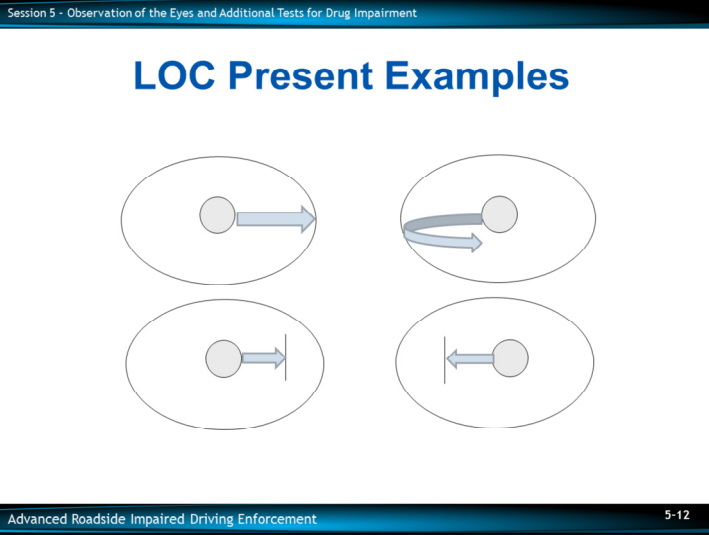 Session 5 - Observation of the Eyes and Additional Tests for Drug Impairment
LOC Present Examples
Advanced Roadside Impaired Driving Enforcement
5-12